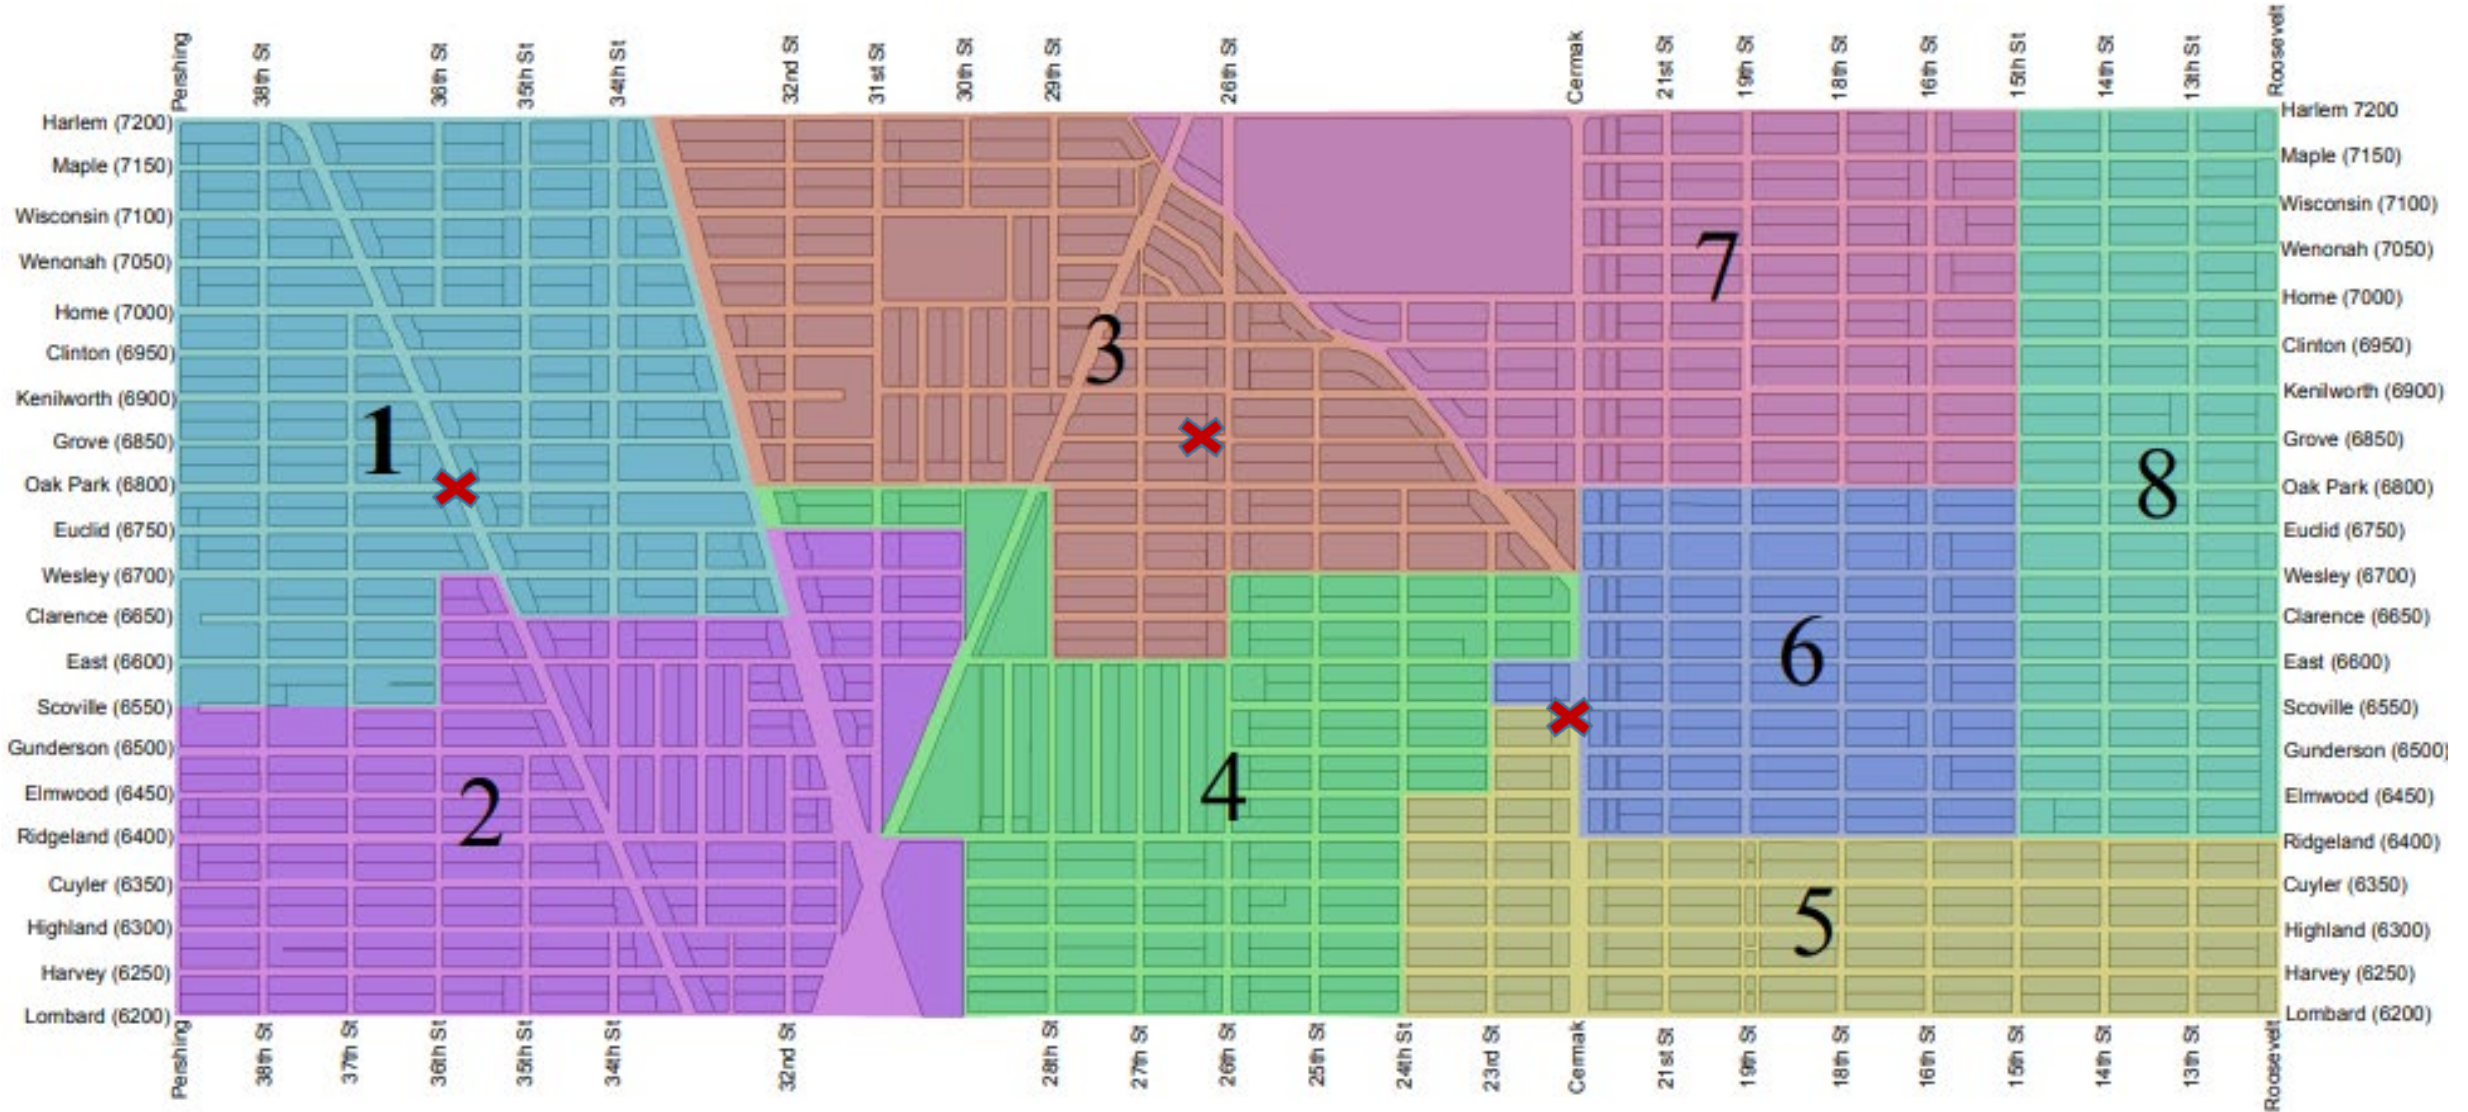 Pershing
38th St
36th St
35th St
34th St
32nd St
31st St
30th St
29th St
26th St
Cermak
21st St
19th St
18th St
16th St
15th St
14th St
13th St
Roosevelt
Harlem (7200)
Maple (7150)
Wisconsin (7100)
Wenonah (7050)
Home (7000)
Clinton (6950)
Kenilworth (6900)
Grove (6850)
Oak Park (6800)
Euclid (6750)
Wesley (6700)
Clarence (6650)
East (6600)
Scoville (6550)
Gunderson (6500)
Elmwood (6450)
Ridgeland (6400)
Cuyler (6350)
Highland (6300)
Harvey (6250)
Lombard (6200)
1
2
3
4
5
6
7
8
Harlem 7200
Maple (7150)
Wisconsin (7100)
Wenonah (7050)
Home (7000)
Clinton (6950)
Kenilworth (6900)
Grove (6850)
Oak Park (6800)
Euclid (6750)
Wesley (6700)
Clarence (6650)
East (6600)
Scoville (6550)
Gunderson (6500)
Elmwood (6450)
Ridgeland (6400)
Cuyler (6350)
Highland (6300)
Harvey (6250)
Lombard (6200)
Pershing
38th St
37th St
36th St
35th St
34th St
32nd St
28th St
27th St
26th St
25th St
24th St
23rd St
Cermak
21st St
19th St
18th St
16th St
15th St
14th St
13th St
Roosevelt